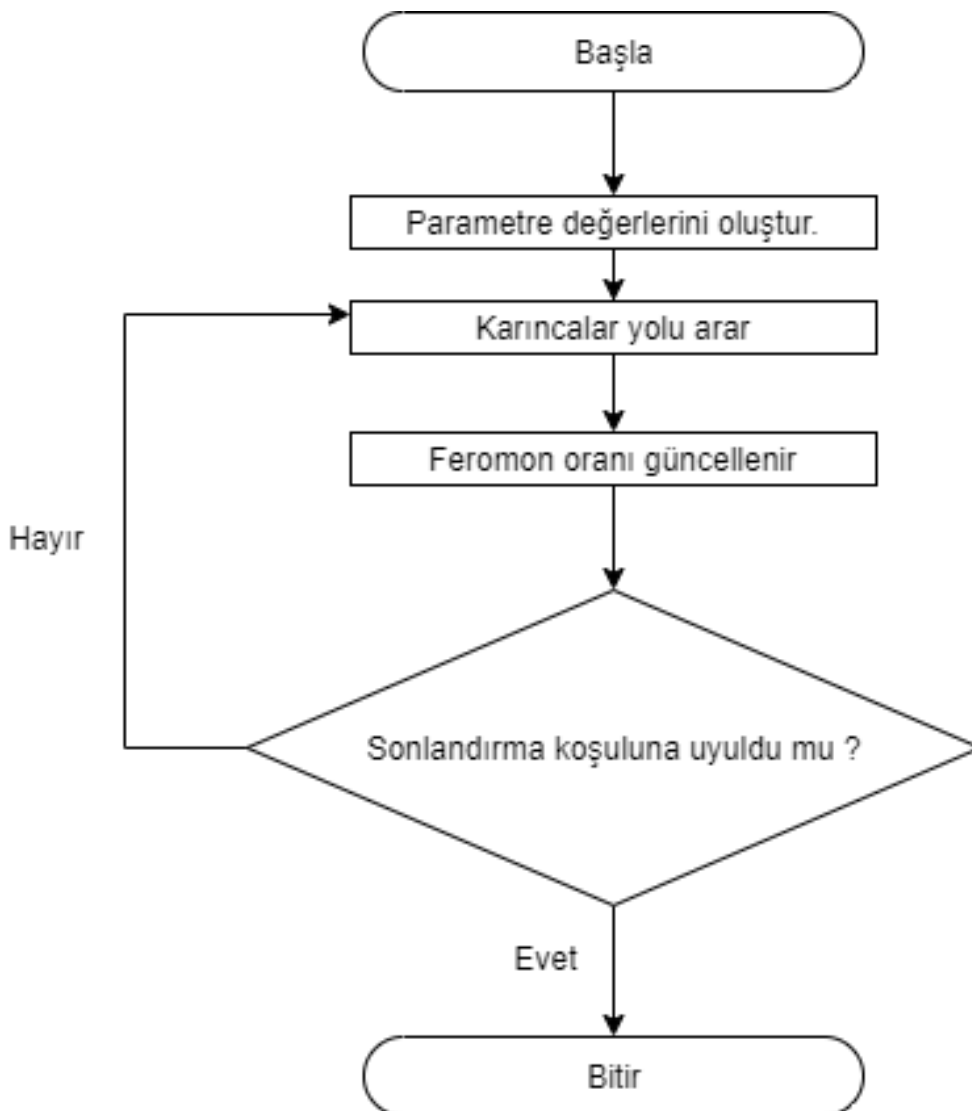 Başla
Parametre değerlerini oluştur.
Karıncalar yolu arar
Feromon oranı güncellenir
Hayır
Sonlandırma koşuluna uyuldu mu ?
Evet
Bitir